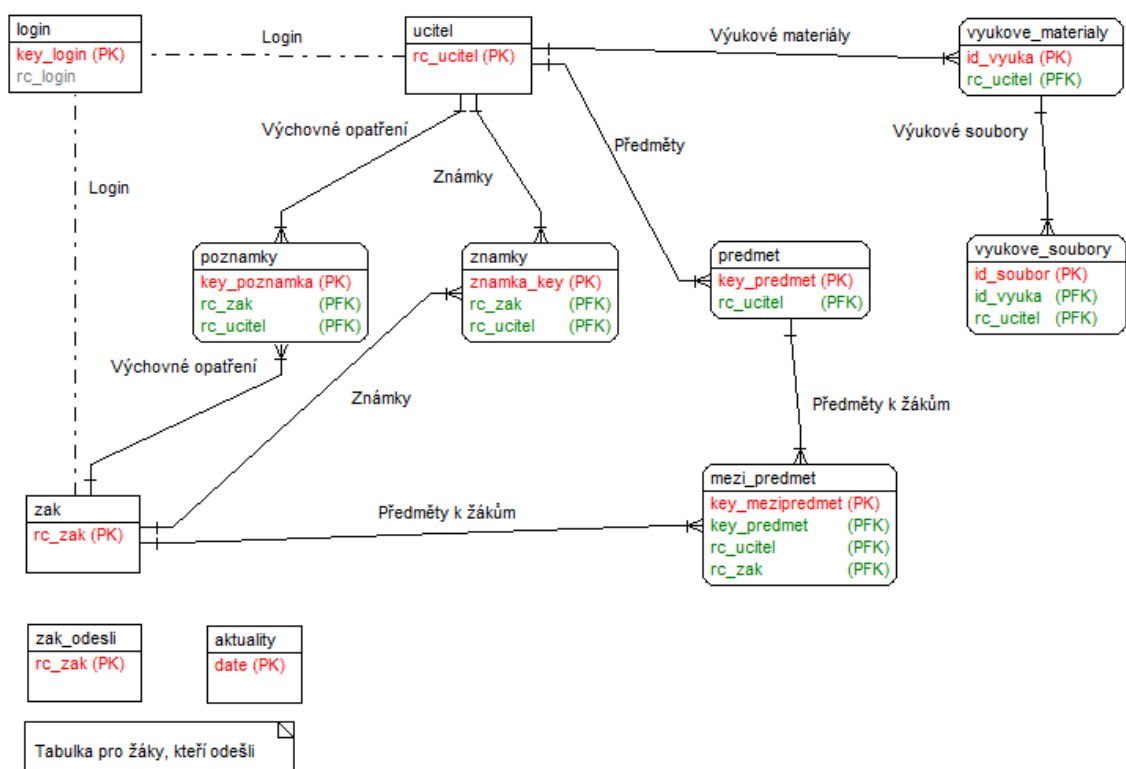 login
key_login (PK)
rc_login
Login
ucitel
rc_ucitel (PK)
Výukové materiály
vyukove_materialy
id_vyuka (PK)
rc_ucitel (PFK)
Výchovné opatření
Známky
Předměty
Výukové soubory
Login
poznamky
key_poznamka (PK)
rc_zak (PFK)
rc_ucitel (PFK)
znamky
znamka_key (PK)
rc_zak (PFK)
rc_ucitel (PFK)
predmet
key_predmet (PK)
rc_ucitel (PFK)
vyukove_soubory
id_soubor (PK)
id_vyuka (PFK)
rc_ucitel (PFK)
Výchovné opatření
Známky
Předměty k žákům
zak
rc_zak (PK)
Předměty k žákům
mezi_predmet
key_mezipredmet (PK)
key_predmet (PFK)
rc_ucitel (PFK)
rc_zak (PFK)
zak_odesli
rc_zak (PK)
aktuality
date (PK)
Tabulka pro žáky, kteří odešli